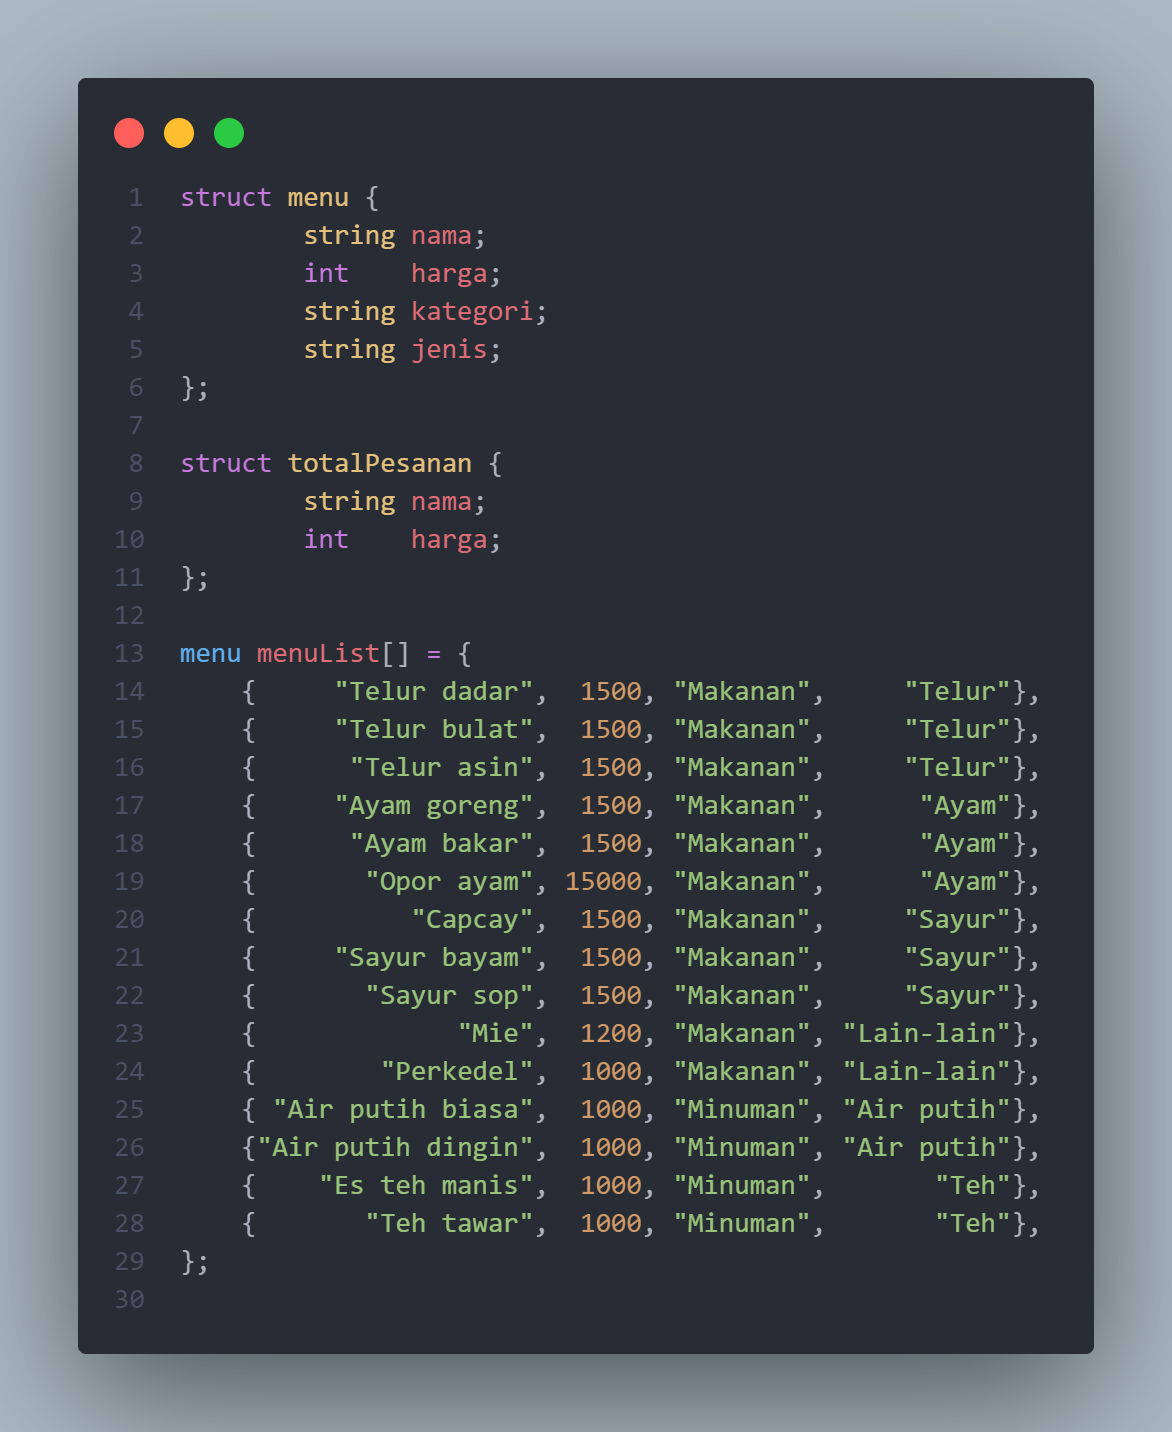 1 struct menu {
2 string nama;
3 int harga;
4 string kategori;
5 string jenis;
6 };
7
8 struct totalPesanan {
9 string nama;
10 int harga;
11 };
12
13 menu menuList[] = {
14 { "Telur dadar", 1500, "Makanan", "Telur"},
15 { "Telur bulat", 1500, "Makanan", "Telur"},
16 { "Telur asin", 1500, "Makanan", "Telur"},
17 { "Ayam goreng", 1500, "Makanan", "Ayam"},
18 { "Ayam bakar", 1500, "Makanan", "Ayam"},
19 { "Opor ayam", 15000, "Makanan", "Ayam"},
20 { "Capcay", 1500, "Makanan", "Sayur"},
21 { "Sayur bayam", 1500, "Makanan", "Sayur"},
22 { "Sayur sop", 1500, "Makanan", "Sayur"},
23 { "Mie", 1200, "Makanan", "Lain-lain"},
24 { "Perkedel", 1000, "Makanan", "Lain-lain"},
25 { "Air putih biasa", 1000, "Minuman", "Air putih"},
26 {"Air putih dingin", 1000, "Minuman", "Air putih"},
27 { "Es teh manis", 1000, "Minuman", "Teh"},
28 { "Teh tawar", 1000, "Minuman", "Teh"},
29 };
30